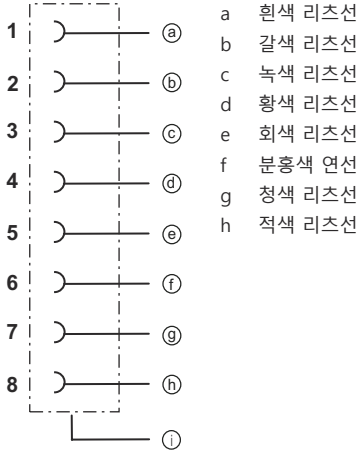 1 ⓐ
2 ⓑ
3 ⓒ
4 ⓓ
5 ⓔ
6 ⓕ
7 ⓖ
8 ⓗ
ⓘ
a 흰색 리츠선
b 갈색 리츠선
c 녹색 리츠선
d 황색 리츠선
e 회색 리츠선
f 분홍색 연선
g 청색 리츠선
h 적색 리츠선